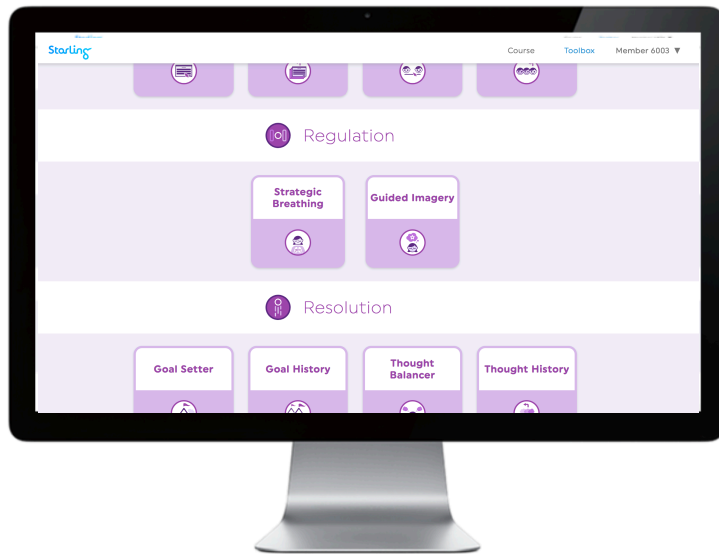 Starling
Course
Toolbox
Member 6003 ▼
Regulation
Strategic
Breathing
Guided Imagery
Resolution
Goal Setter
Goal History
Thought
Balancer
Thought History